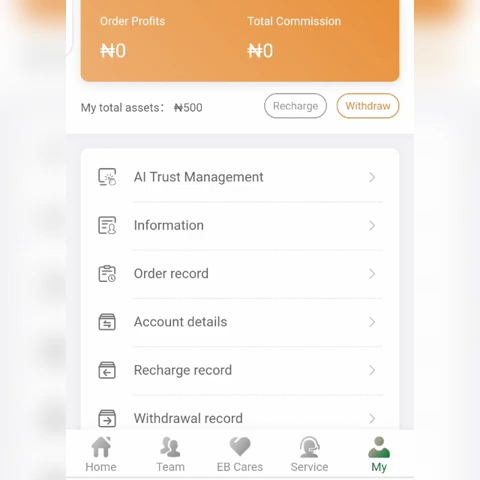 Order Profits
Total Commission
₦0
₦0
My total assets： ₦500
Recharge
Withdraw
AI Trust Management
Information
Order record
Account details
Recharge record
Withdrawal record
Home
Team
EB Cares
Service
My